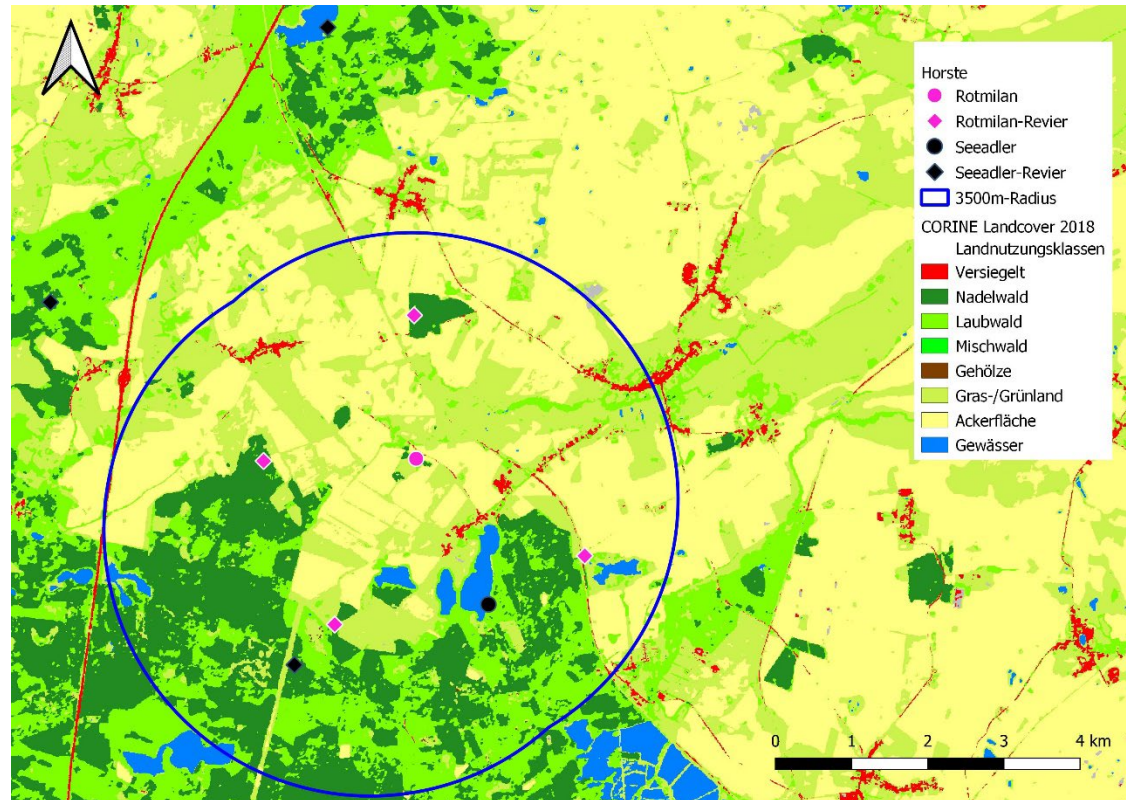 Horste
Rotmilan
Rotmilan-Revier
Seeadler
Seeadler-Revier
3500m-Radius
CORINE Landcover 2018
Landnutzungsklassen
Versiegelt
Nadelwald
Laubwald
Mischwald
Gehölze
Gras-/Grünland
Ackerfläche
Gewässer
0 1 2 3 4 km